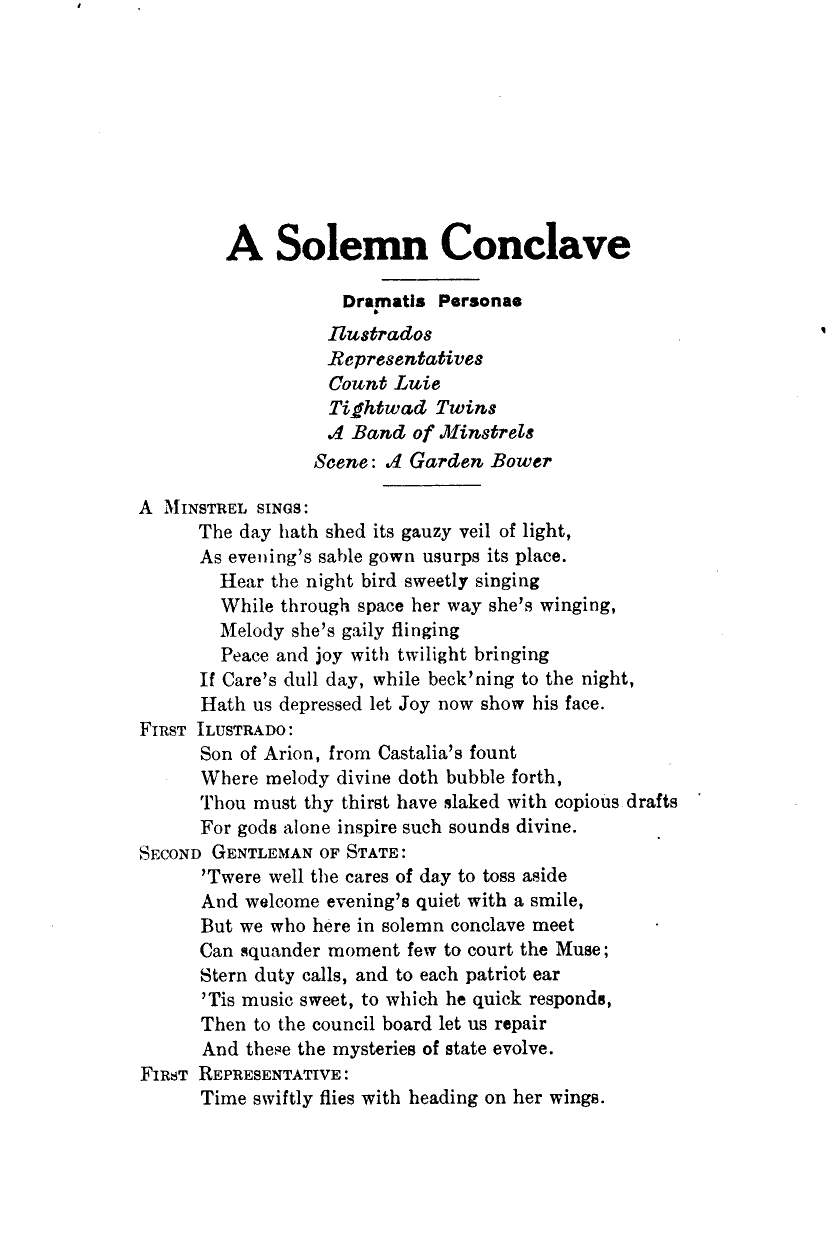 A Solemn Conclave
Dramatis Personae
Ilustrados
Representatives
Count Luie
Tightwad Twins
A Band of Minstrels
Scene: A Garden Bower
A MINSTREL SINGS:
The day hath shed its gauzy veil of light,
As evening's sable gown usurps its place.
Hear the night bird sweetly singing
While through space her way she's winging,
Melody she's gaily flinging
Peace and joy with twilight bringing
If Care's dull day, while beck'ning to the night,
Hath us depressed let Joy now show his face.
FIRST ILUSTRADO:
Son of Arion, from Castalia's fount
Where melody divine doth bubble forth,
Thou must thy thirst have slaked with copious drafts
For gods alone inspire such sounds divine.
SECOND GENTLEMAN OF STATE:
'Twere well the cares of day to toss aside
And welcome evening's quiet with a smile,
But we who here in solemn conclave meet
Can squander moment few to court the Muse;
Stern duty calls, and to each patriot ear
'Tis music sweet, to which he quick responds,
Then to the council board let us repair
And these the mysteries of state evolve.
FIRST REPRESENTATIVE:
Time swiftly flies with heading on her wings.